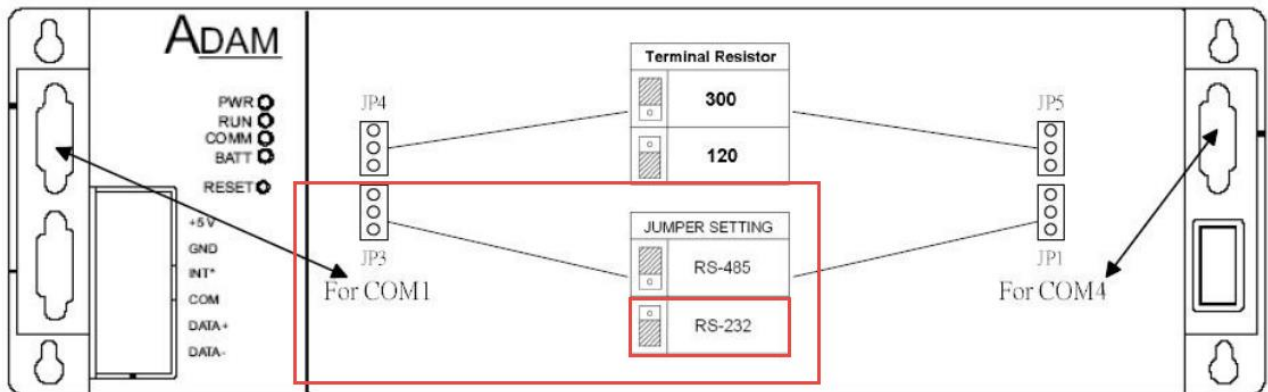 ADAM
PWR
RUN
COMM
BATT
RESET
+5V
GND
INT*
COM
DATA+
DATA-
JP4
JP3
For COM1
Terminal Resistor
300
120
JUMPER SETTING
RS-485
RS-232
JP5
JP1
For COM4